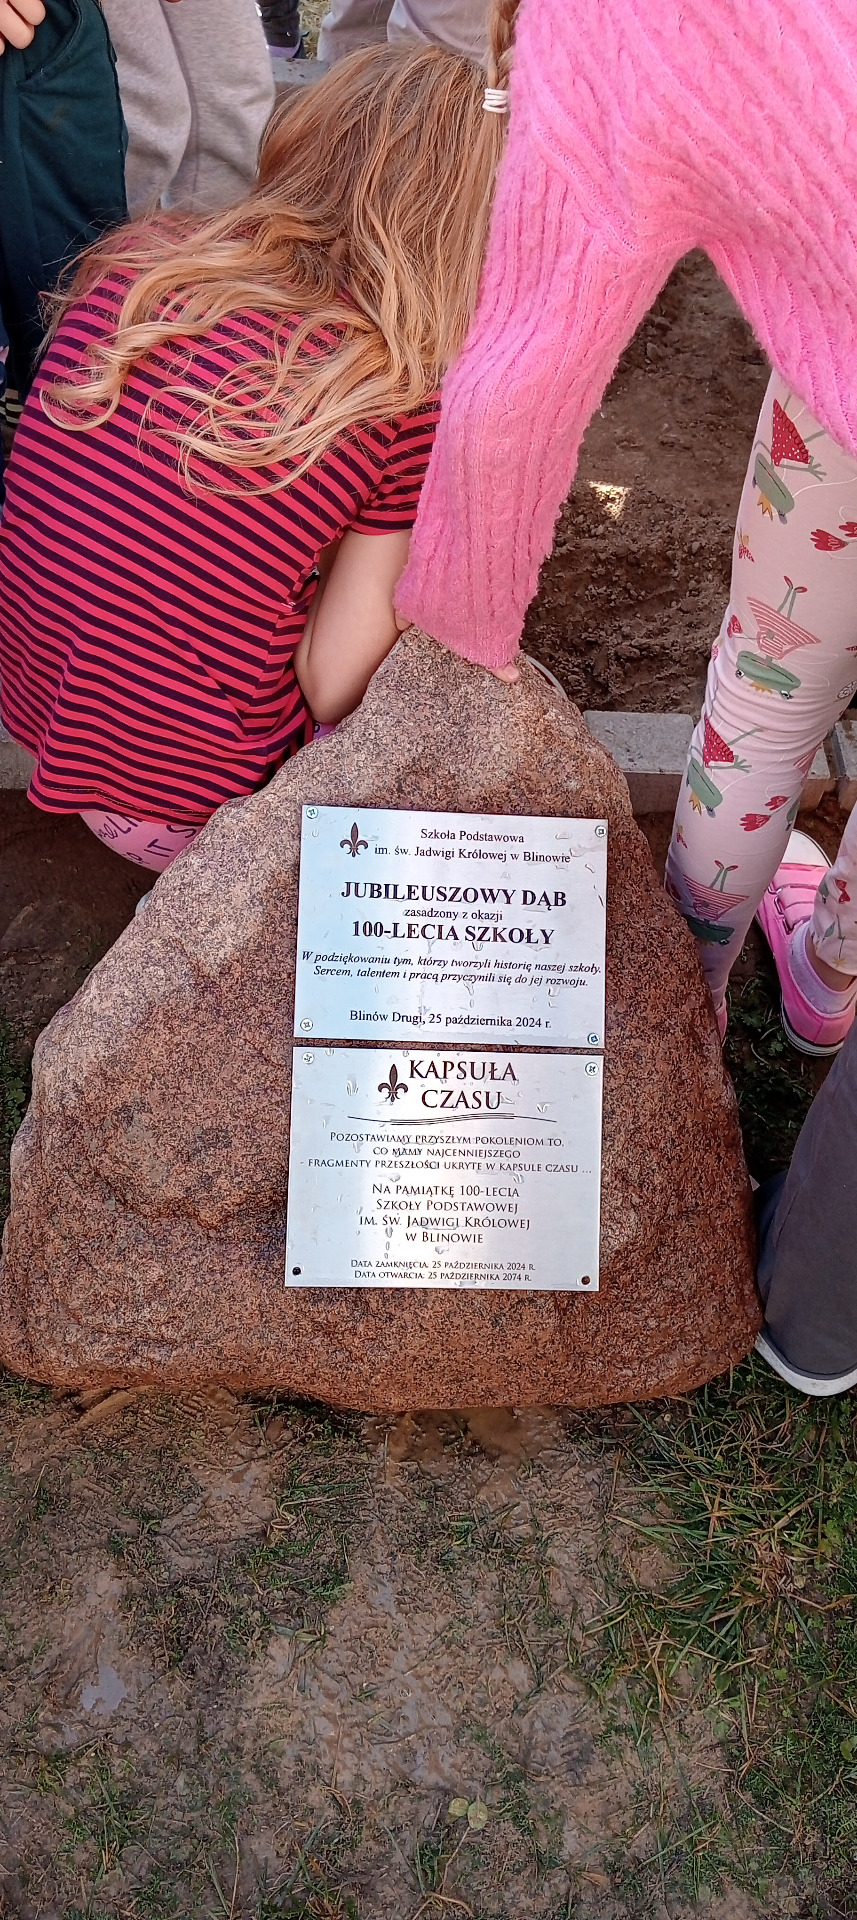 Szkoła Podstawowa
im. św. Jadwigi Królowej w Blinowie
JUBILEUSZOWY DĄB
zasadzony z okazji
100-LECIA SZKOŁY
W podziękowaniu tym, którzy tworzyli historię naszej szkoły.
Sercem, talentem i pracą przyczynili się do jej rozwoju.
Blinów Drugi, 25 października 2024 r.
KAPSUŁA
CZASU
POZOSTAWIAMY PRZYSZŁYM POKOLENIOM TO,
CO MAMY NAJCENNIEJSZEGO
- FRAGMENTY PRZESZŁOŚCI UKRYTE W KAPSULE CZASU ...
NA PAMIĄTKĘ 100-LECIA
SZKOŁY PODSTAWOWEJ
IM. ŚW. JADWIGI KRÓLOWEJ
W BLINOWIE
DATA ZAMKNIĘCIA: 25 PAŹDZIERNIKA 2024 R.
DATA OTWARCIA: 25 PAŹDZIERNIKA 2074 R.